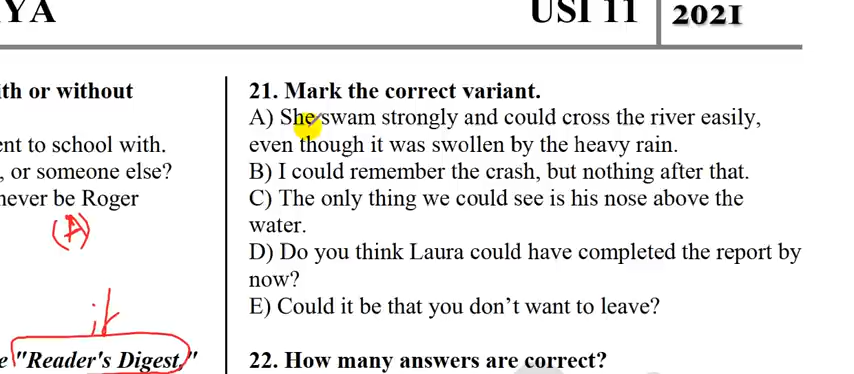 YA
USI 11
2021
ith or without
ent to school with.
, or someone else?
never be Roger
(A)
it
e "Reader's Digest,"
21. Mark the correct variant.
A) She swam strongly and could cross the river easily,
even though it was swollen by the heavy rain.
B) I could remember the crash, but nothing after that.
C) The only thing we could see is his nose above the
water.
D) Do you think Laura could have completed the report by
now?
E) Could it be that you don't want to leave?
22. How many answers are correct?